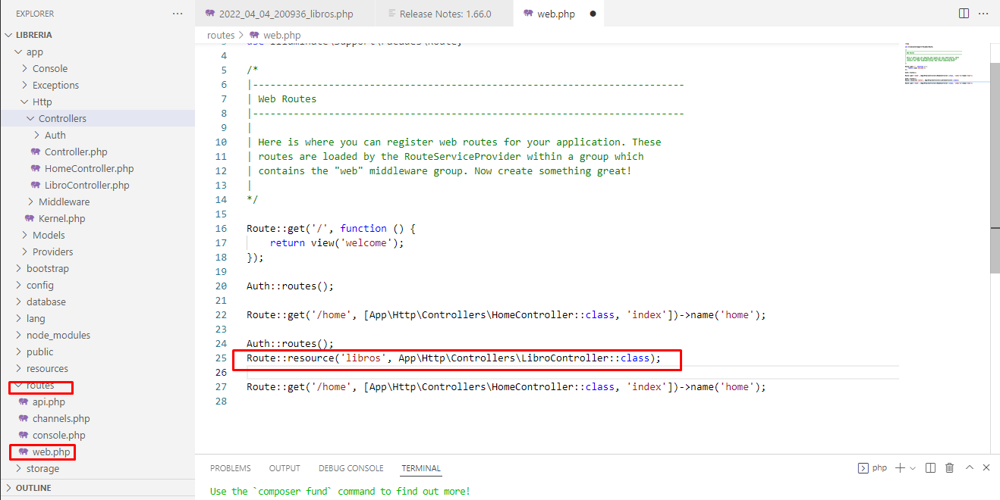 EXPLORER
···
LIBRERIA
app
Console
Exceptions
Http
Controllers
Auth
Controller.php
HomeController.php
LibroController.php
Middleware
Kernel.php
Models
Providers
bootstrap
config
database
lang
node_modules
public
resources
routes
api.php
channels.php
console.php
web.php
storage
OUTLINE
2022_04_04_200936_libros.php
Release Notes: 1.66.0
web.php
routes > web.php
3 use Illuminate\Support\Facades\Route;
4
5 /*
6 |--------------------------------------------------------------------------
7 | Web Routes
8 |--------------------------------------------------------------------------
9 |
10 | Here is where you can register web routes for your application. These
11 | routes are loaded by the RouteServiceProvider within a group which
12 | contains the "web" middleware group. Now create something great!
13 |
14 */
15
16 Route::get('/', function () {
17 return view('welcome');
18 });
19
20 Auth::routes();
21
22 Route::get('/home', [App\Http\Controllers\HomeController::class, 'index'])->name('home');
23
24 Auth::routes();
25 Route::resource('libros', App\Http\Controllers\LibroController::class);
26
27 Route::get('/home', [App\Http\Controllers\HomeController::class, 'index'])->name('home');
28
PROBLEMS OUTPUT DEBUG CONSOLE TERMINAL
php
Use the `composer fund` command to find out more!